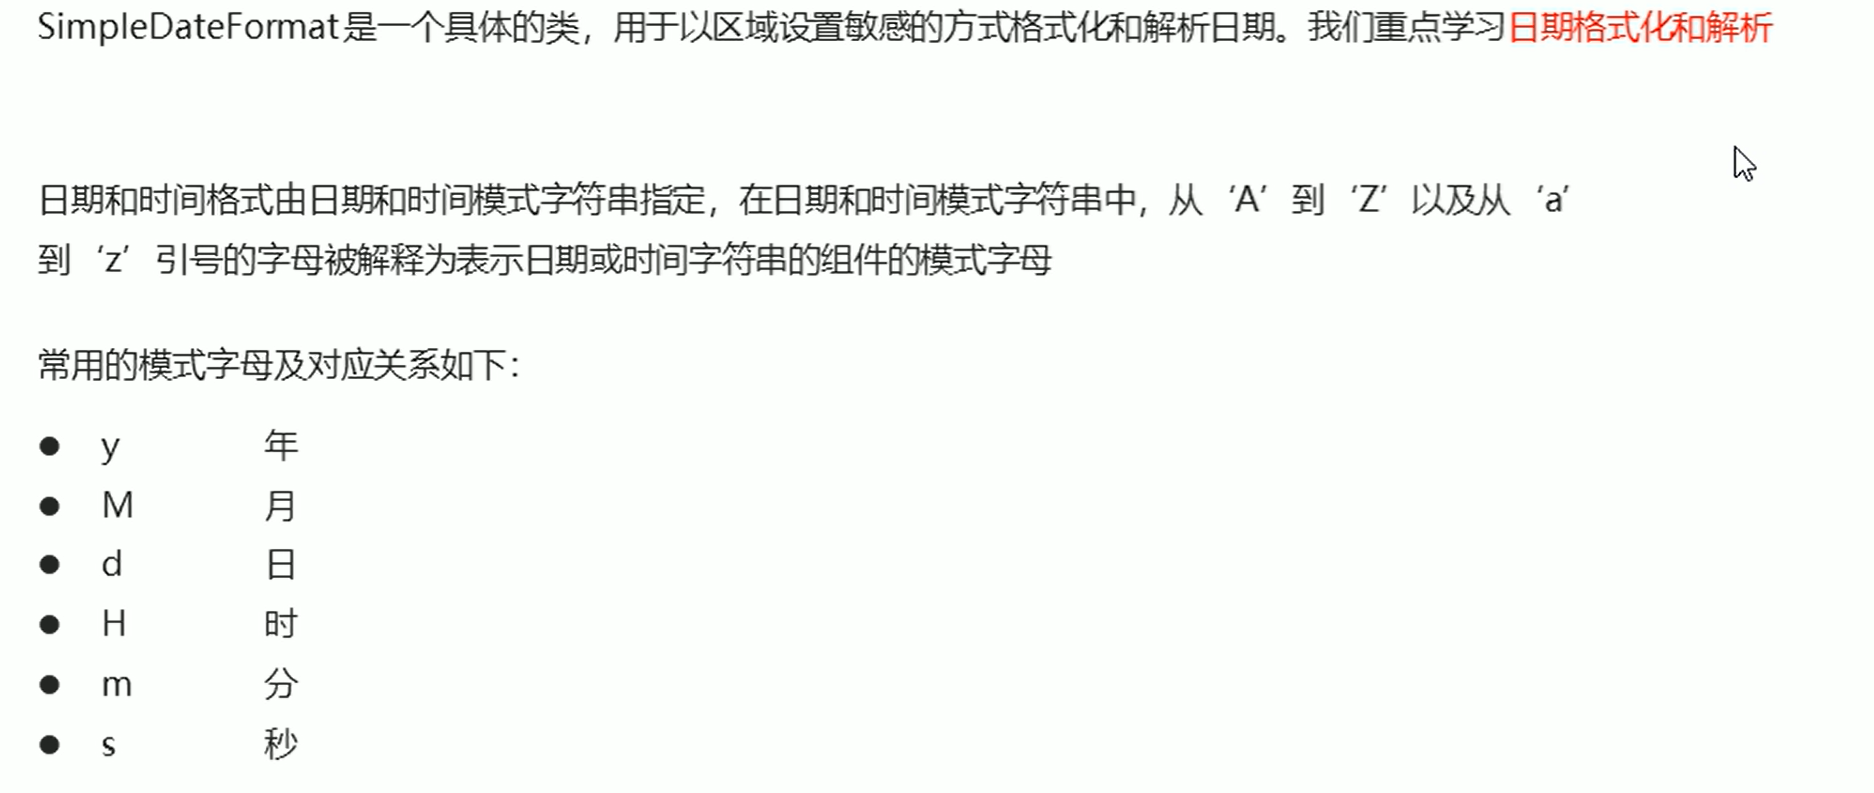 SimpleDateFormat是一个具体的类，用于以区域设置敏感的方式格式化和解析日期。我们重点学习日期格式化和解析
日期和时间格式由日期和时间模式字符串指定，在日期和时间模式字符串中，从‘A’到‘Z’以及从‘a’
到‘z’引号的字母被解释为表示日期或时间字符串的组件的模式字母
常用的模式字母及对应关系如下：
● y 年
● M 月
● d 日
● H 时
● m 分
● s 秒